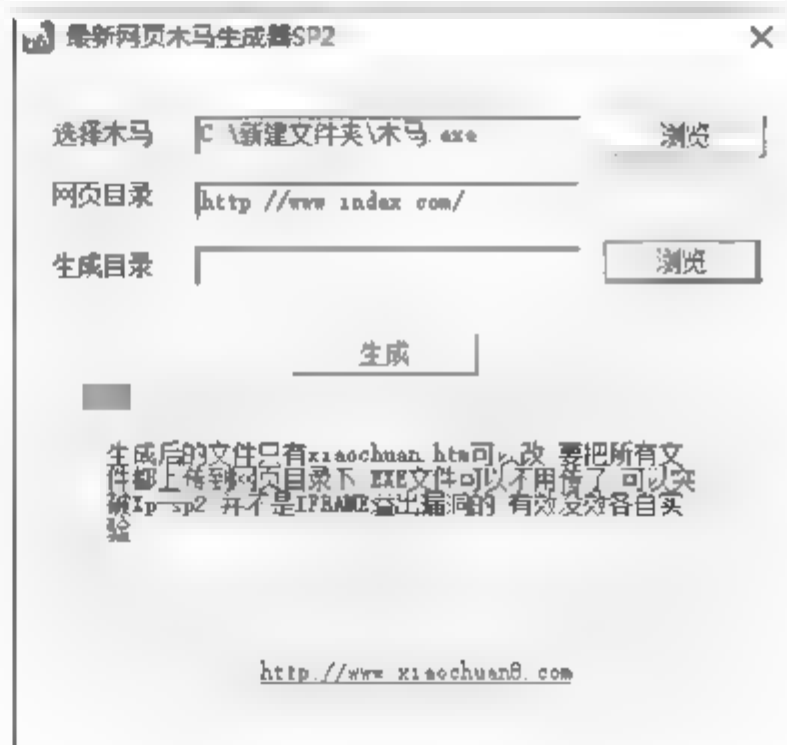 最新网页木马生成器SP2
选择木马 C \新建文件夹\木马.exe 浏览
网页目录 http //www index com/
生成目录 浏览
生成
生成后的文件只有xiaochuan htm可以改 要把所有文
件都上传到网页目录下 EXE文件可以不用传了 可以突
破Xp-sp2 并不是IFRAME溢出漏洞的 有效没效各自实
验
http://www xiaochuan8.com